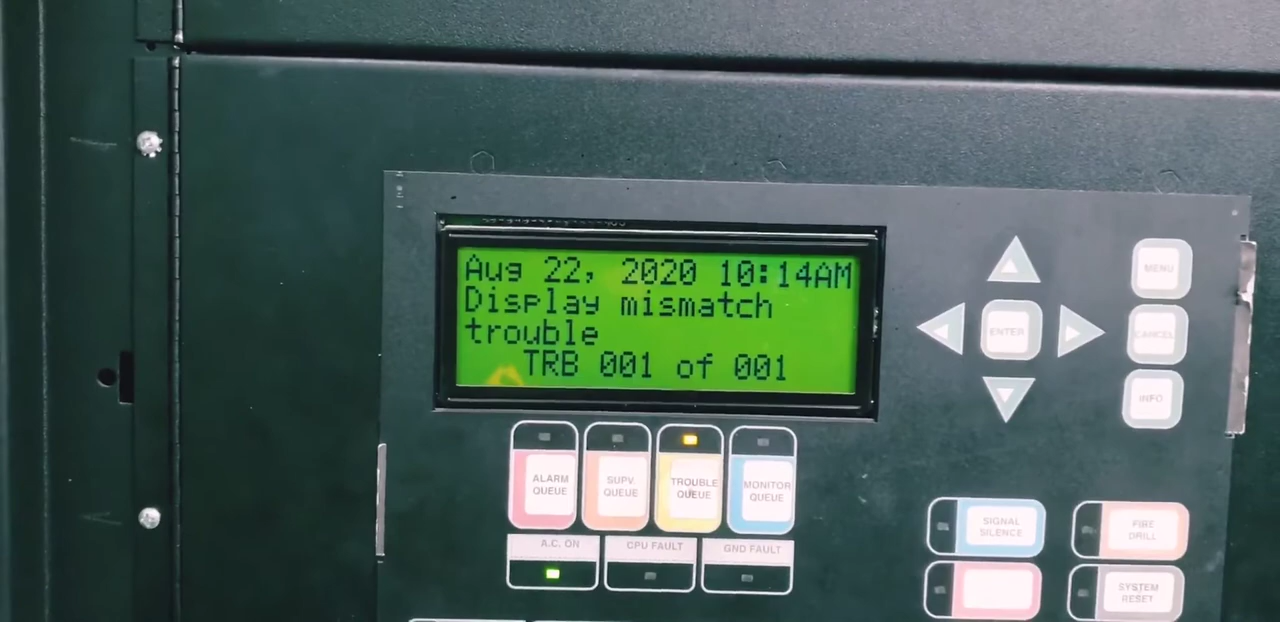 Aug 22, 2020 10:14AM
Display mismatch
trouble
TRB 001 of 001
MENU
ENTER
CANCEL
INFO
ALARM
QUEUE
SUPV.
QUEUE
TROUBLE
QUEUE
MONITOR
QUEUE
A.C. ON
CPU FAULT
GND FAULT
SIGNAL
SILENCE
FIRE
DRILL
SYSTEM
RESET